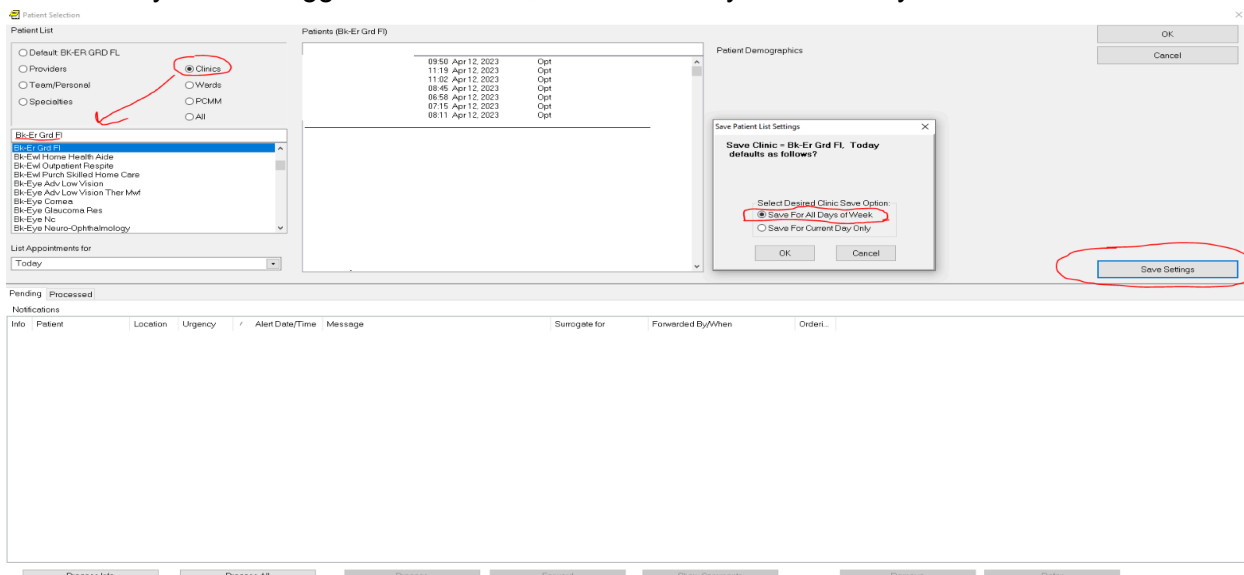 Patient Selection
Patient List
Patients (Bk-Er Grd Fl)
OK
Default: BK-ER GRD FL
Patient Demographics
Cancel
Providers
Clinics
Team/Personal
Wards
Specialties
PCMM
All
09:50 Apr 12, 2023 Opt
11:19 Apr 12, 2023 Opt
11:02 Apr 12, 2023 Opt
08:45 Apr 12, 2023 Opt
06:58 Apr 12, 2023 Opt
07:15 Apr 12, 2023 Opt
08:11 Apr 12, 2023 Opt
Bk-Er Grd Fl
Bk-Er Grd Fl
Bk-Ewl Home Health Aide
Bk-Ewl Outpatient Respite
Bk-Ewl Purch Skilled Home Care
Bk-Eye Adv Low Vision
Bk-Eye Adv Low Vision Ther Mwf
Bk-Eye Cornea
Bk-Eye Glaucoma Res
Bk-Eye Nc
Bk-Eye Neuro-Ophthalmology
List Appointments for
Today
Save Patient List Settings
Save Clinic = Bk-Er Grd Fl, Today
defaults as follows?
Select Desired Clinic Save Option:
Save For All Days of Week
Save For Current Day Only
OK Cancel
Save Settings
Pending Processed
Notifications
Info Patient Location Urgency / Alert Date/Time Message Surrogate for Forwarded By/When Orderi...